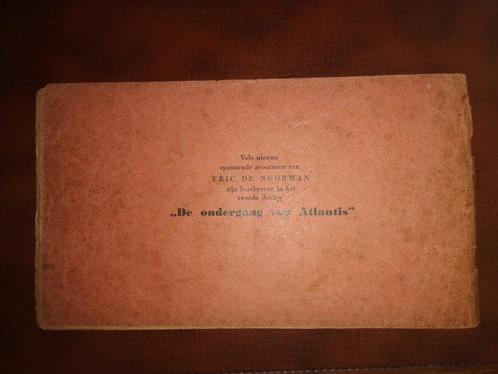 Vele nieuwe
spannende avonturen van
ERIC DE NOORMAN
zijn beschreven in het
tweede deeltje
„De ondergang van Atlantis"